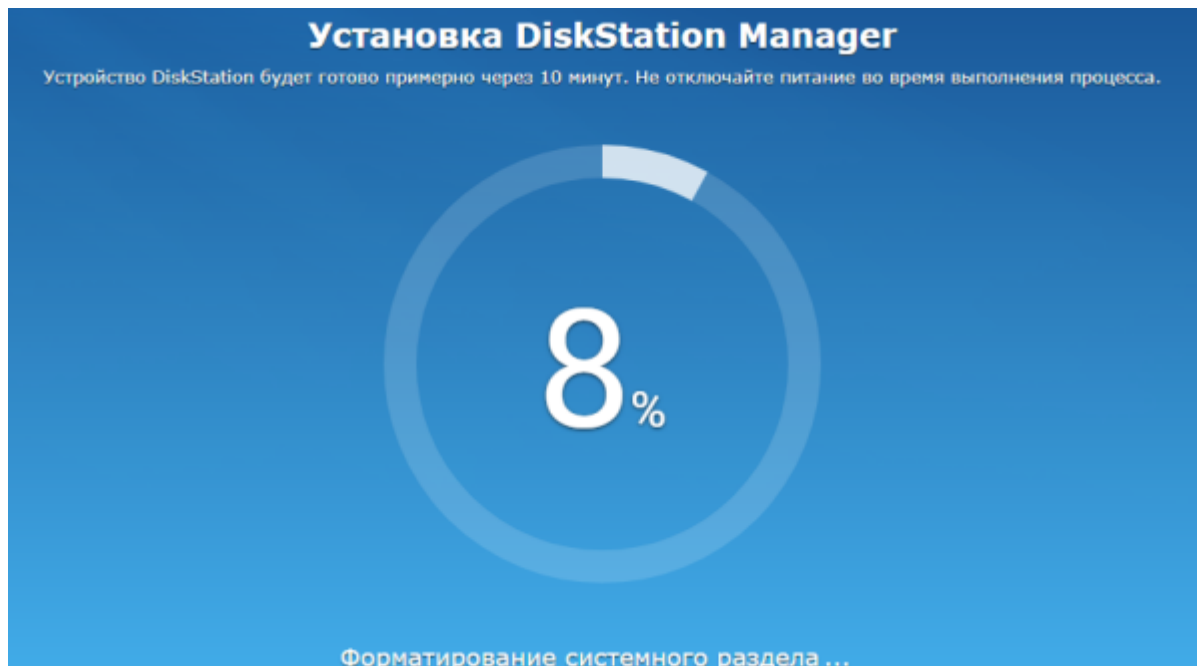 Установка DiskStation Manager
Устройство DiskStation будет готово примерно через 10 минут. Не отключайте питание во время выполнения процесса.
8%
Форматирование системного раздела ...